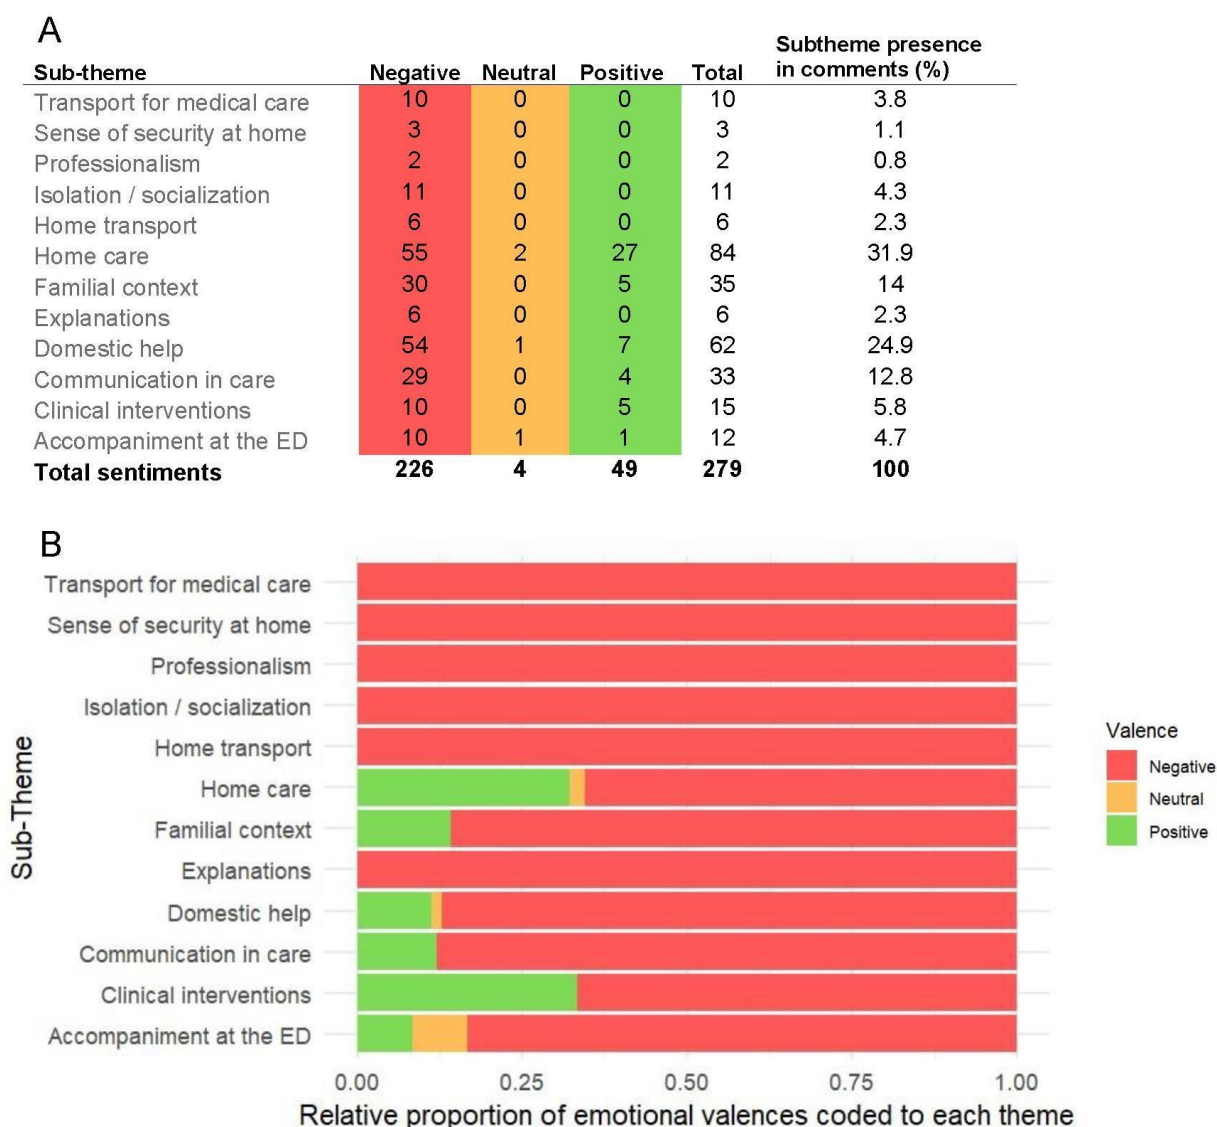 A
Subtheme presence
Sub-theme Negative Neutral Positive Total in comments (%)
Transport for medical care 10 0 0 10 3.8
Sense of security at home 3 0 0 3 1.1
Professionalism 2 0 0 2 0.8
Isolation / socialization 11 0 0 11 4.3
Home transport 6 0 0 6 2.3
Home care 55 2 27 84 31.9
Familial context 30 0 5 35 14
Explanations 6 0 0 6 2.3
Domestic help 54 1 7 62 24.9
Communication in care 29 0 4 33 12.8
Clinical interventions 10 0 5 15 5.8
Accompaniment at the ED 10 1 1 12 4.7
Total sentiments 226 4 49 279 100
B
Sub-Theme
Transport for medical care
Sense of security at home
Professionalism
Isolation / socialization
Home transport
Home care
Familial context
Explanations
Domestic help
Communication in care
Clinical interventions
Accompaniment at the ED
0.00 0.25 0.50 0.75 1.00
Relative proportion of emotional valences coded to each theme
Valence
Negative
Neutral
Positive